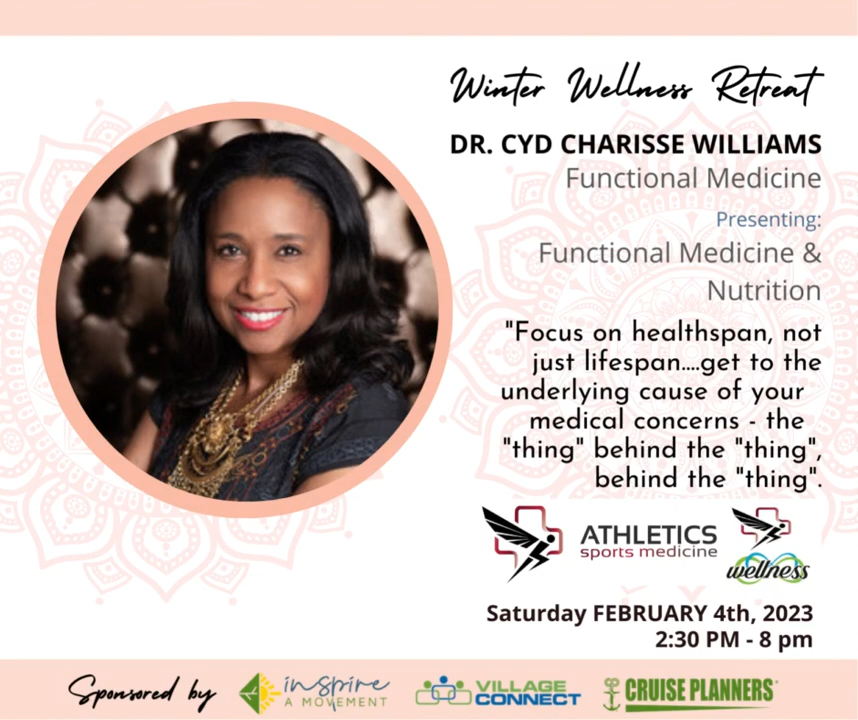 Winter Wellness Retreat
DR. CYD CHARISSE WILLIAMS
Functional Medicine
Presenting:
Functional Medicine &
Nutrition
"Focus on healthspan, not
just lifespan....get to the
underlying cause of your
medical concerns - the
"thing" behind the "thing",
behind the "thing".
ATHLETICS
sports medicine
wellness
Saturday FEBRUARY 4th, 2023
2:30 PM - 8 pm
Sponsored by
inspire
A MOVEMENT
VILLAGE
CONNECT
CRUISE PLANNERS